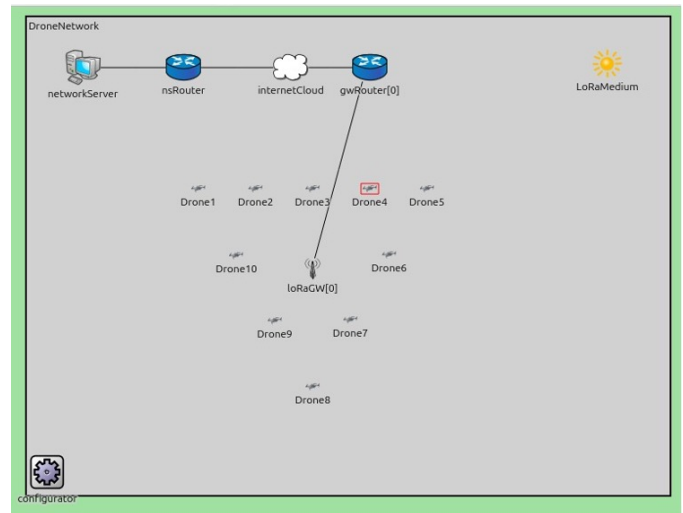 DroneNetwork
networkServer
nsRouter
internetCloud
gwRouter[0]
LoRaMedium
Drone1
Drone2
Drone3
Drone4
Drone5
Drone10
Drone6
loRaGW[0]
Drone9
Drone7
Drone8
configurator